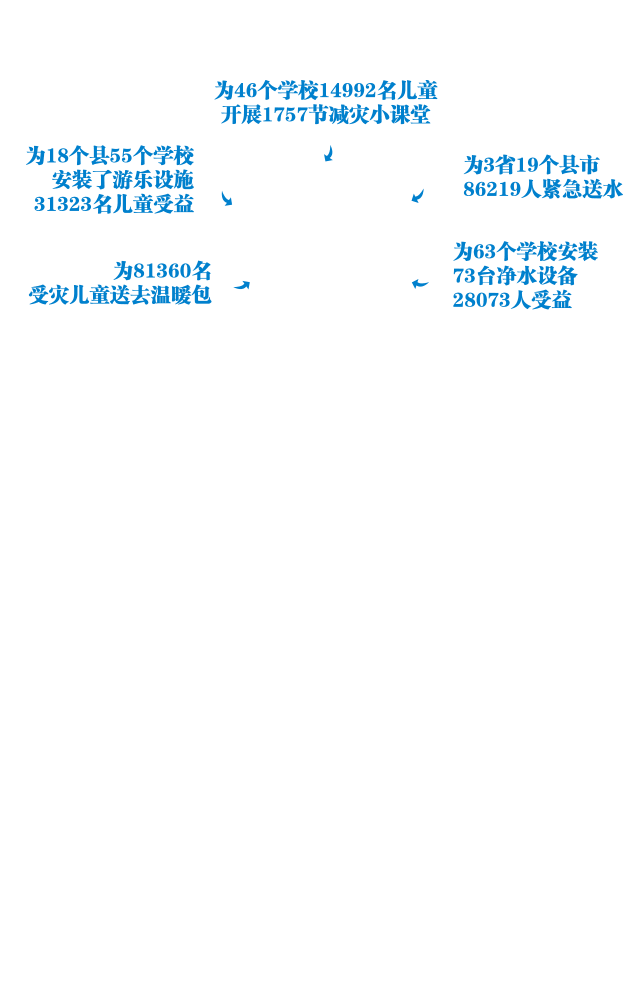 为46个学校14992名儿童
开展1757节减灾小课堂
为18个县55个学校
安装了游乐设施
31323名儿童受益
为3省19个县市
86219人紧急送水
为81360名
受灾儿童送去温暖包
为63个学校安装
73台净水设备
28073人受益